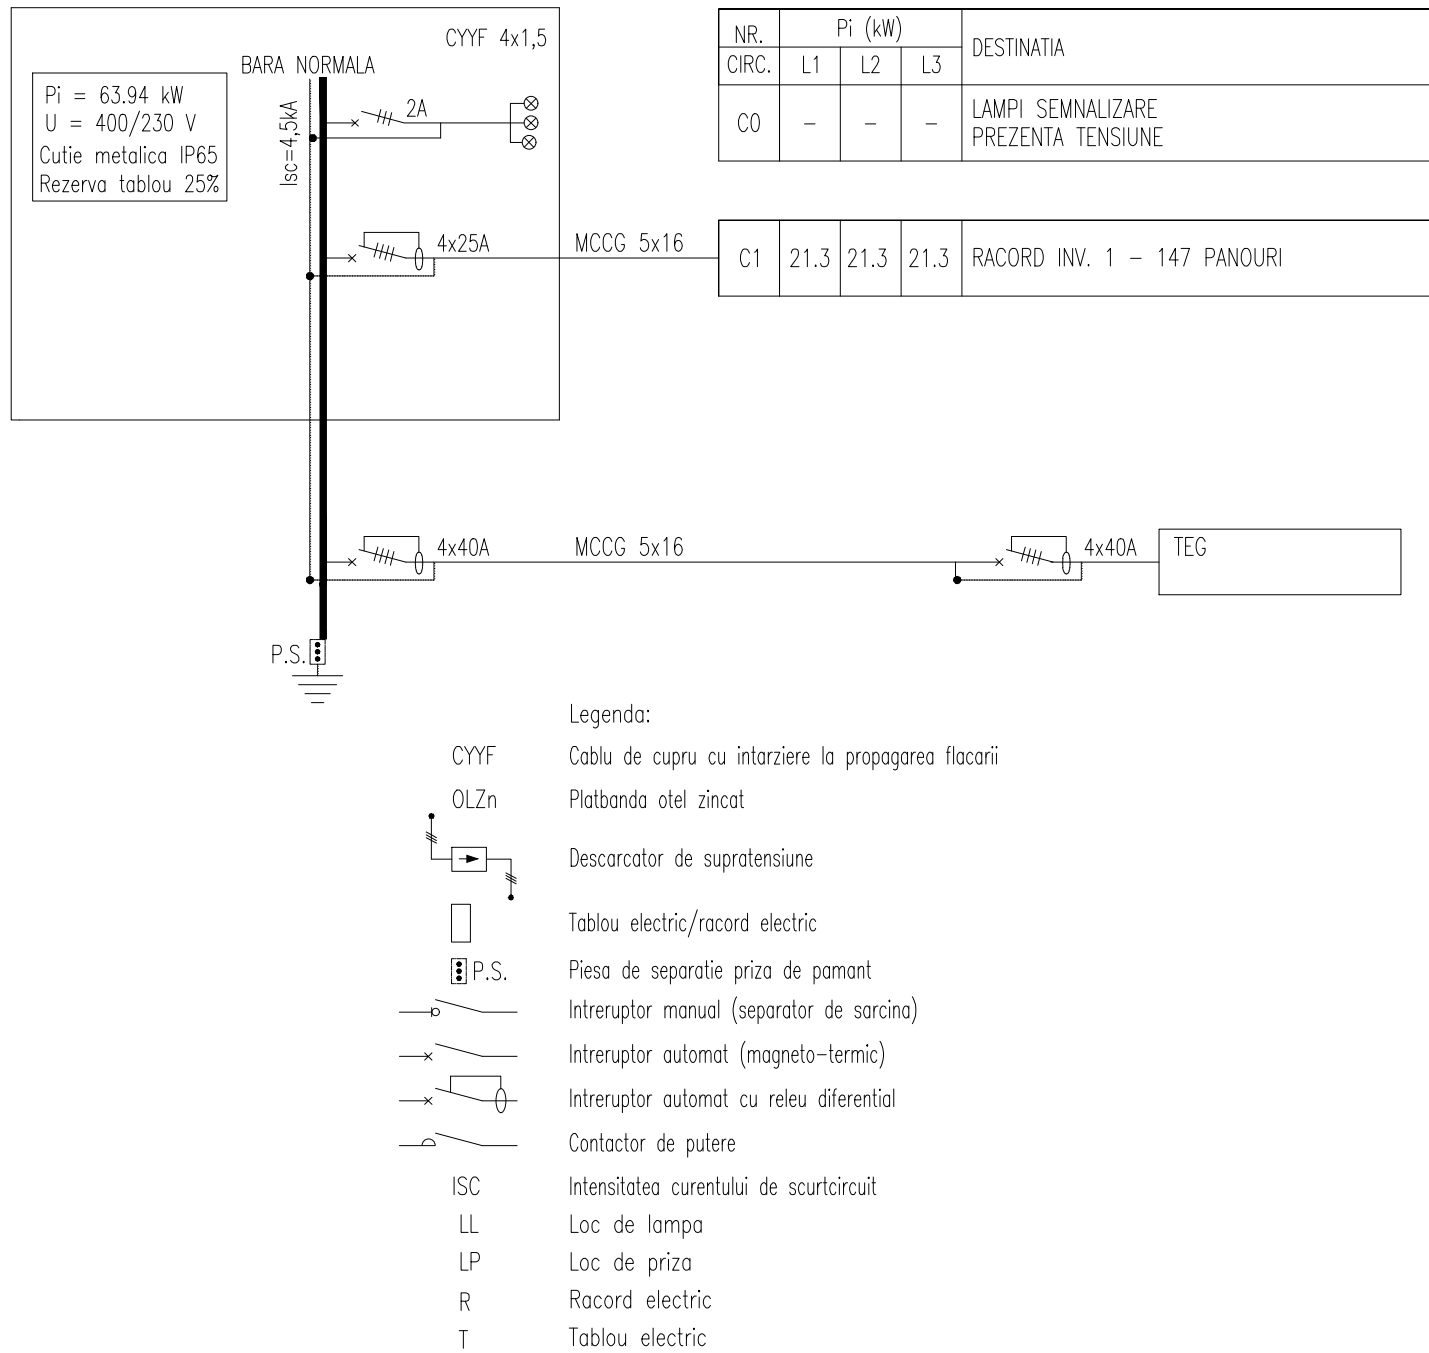 CYYF 4x1,5
BARA NORMALA
Pi = 63.94 kW
U = 400/230 V
Cutie metalica IP65
Rezerva tablou 25%
Isc=4,5kA
2A
4x25A
MCCG 5x16
NR.
CIRC.
Pi (kW)
L1 L2 L3
DESTINATIA
C0 – – –
LAMPI SEMNALIZARE
PREZENTA TENSIUNE
C1 21.3 21.3 21.3 RACORD INV. 1 – 147 PANOURI
4x40A
MCCG 5x16
4x40A
TEG
P.S.
Legenda:
CYYF Cablu de cupru cu intarziere la propagarea flacarii
OLZn Platbanda otel zincat
Descarcator de supratensiune
Tablou electric/racord electric
P.S. Piesa de separatie priza de pamant
Intreruptor manual (separator de sarcina)
Intreruptor automat (magneto-termic)
Intreruptor automat cu releu diferential
Contactor de putere
ISC Intensitatea curentului de scurtcircuit
LL Loc de lampa
LP Loc de priza
R Racord electric
T Tablou electric